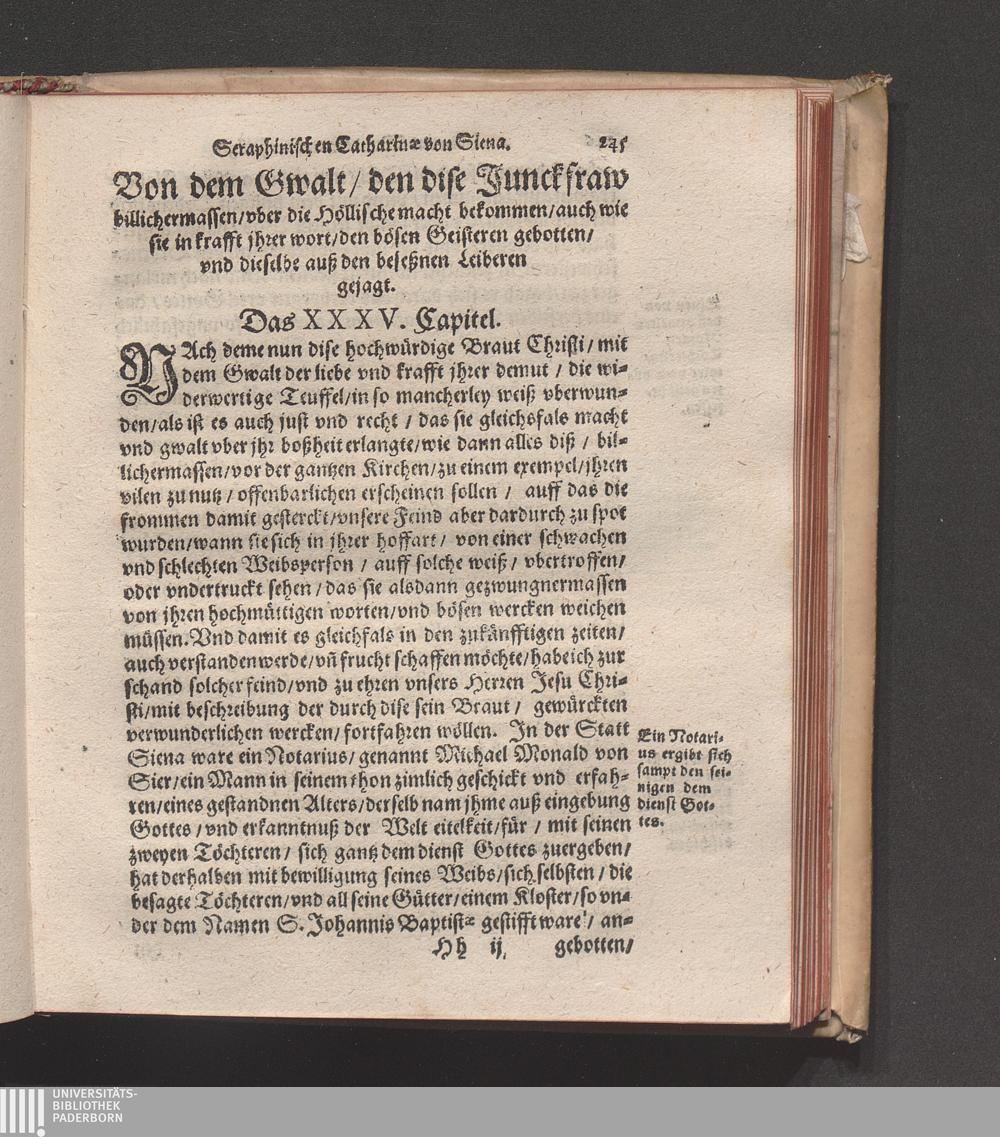 Seraphinischen Catharinæ von Siena. 245
Von dem Gwalt / den dise Junckfraw
billichermassen / vber die Höllische macht bekommen / auch wie
sie in krafft jhrer wort / den bösen Geisteren gebotten /
vnd dieselbe auß den beseßnen Leiberen
gejagt.
Das XXXV. Capitel.
NAch deme nun dise hochwürdige Braut Christi / mit
dem Gwalt der liebe vnd krafft jhrer demut / die wi-
derwertige Teuffel / in so mancherley weiß vberwun-
den / als ist es auch just vnd recht / das sie gleichsfals macht
vnd gwalt vber jhr boßheit erlangte / wie dann alles diß / bil-
lichermassen / vor der gantzen Kirchen / zu einem exempel / jhren
vilen zu nutz / offenbarlichen erscheinen sollen / auff das die
frommen damit gesterckt / vnsere Feind aber dardurch zu spot
wurden / wann sie sich in jhrer hoffart / von einer schwachen
vnd schlechten Weibsperson / auff solche weiß / vbertroffen /
oder vndertruckt sehen / das sie alsdann gezwungnermassen
von jhren hochmüttigen worten / vnd bösen wercken weichen
müssen. Vnd damit es gleichfals in den zukünfftigen zeiten /
auch verstanden werde / vñ frucht schaffen möchte / habe ich zur
schand solcher feind / vnd zu ehren vnsers Herren Jesu Chri-
sti / mit beschreibung der durch dise sein Braut / gewürckten
verwunderlichen wercken / fortfahren wöllen. In der Statt
Siena ware ein Notarius / genannt Michael Monald von
Sier / ein Mann in seinem thon zimlich geschickt vnd erfah-
ren / eines gestandnen Alters / derselb nam jhme auß eingebung
Gottes / vnd erkanntnuß der Welt eitelkeit / für / mit seinen
zweyen Töchteren / sich gantz dem dienst Gottes zuergeben /
hat derhalben mit bewilligung seines Weibs / sich selbsten / die
besagte Töchteren / vnd all seine Gütter / einem Kloster / so vn-
der dem Namen S. Johannis Baptistæ gestifft ware / an-
Hh ij gebotten /
Ein Notari-
us ergibt sich
sampt den sei-
nigen dem
dienst Got-
tes.
UNIVERSITÄTS-
BIBLIOTHEK
PADERBORN